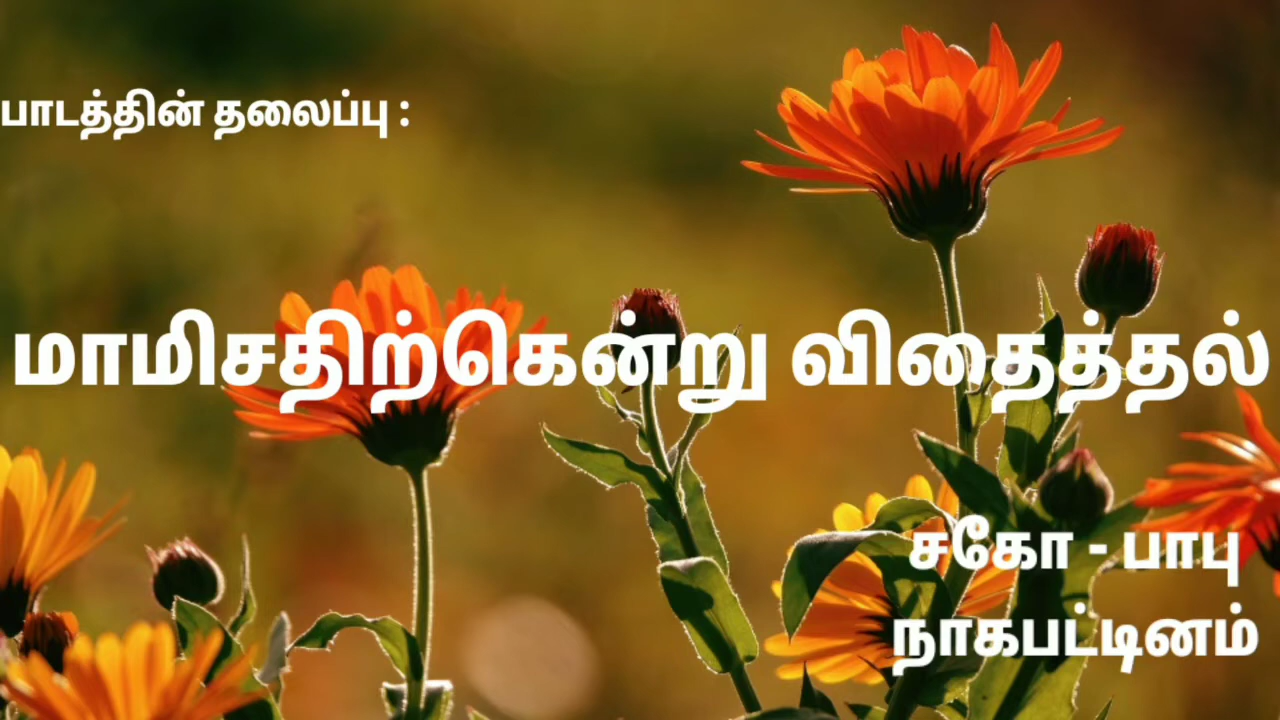 பாடத்தின் தலைப்பு :
மாமிசதிற்கென்று விதைத்தல்
சகோ - பாபு
நாகபட்டினம்